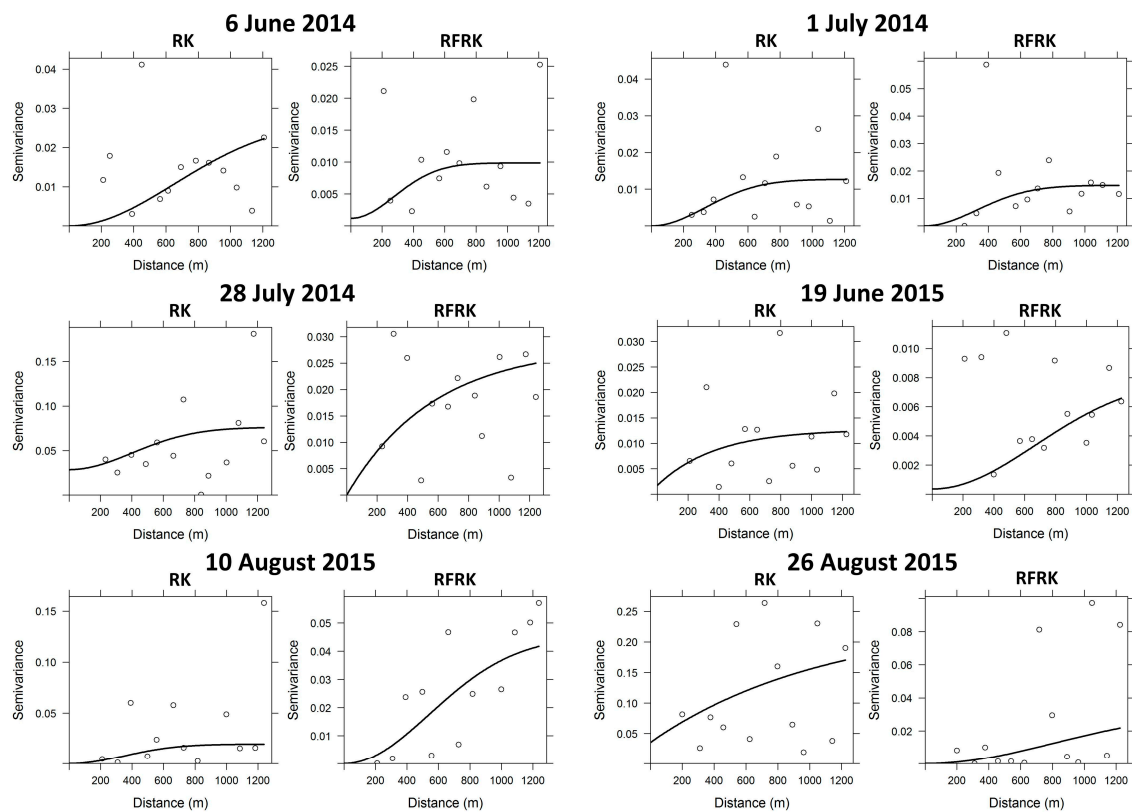 6 June 2014
RK
RFRK
Semivariance
0.04
0.03
0.02
0.01
200 400 600 800 1000 1200
Distance (m)
Semivariance
0.025
0.020
0.015
0.010
0.005
200 400 600 800 1000 1200
Distance (m)
1 July 2014
RK
RFRK
Semivariance
0.04
0.03
0.02
0.01
200 400 600 800 1000 1200
Distance (m)
Semivariance
0.06
0.05
0.04
0.03
0.02
0.01
200 400 600 800 1000 1200
Distance (m)
28 July 2014
RK
RFRK
Semivariance
0.15
0.10
0.05
200 400 600 800 1000 1200
Distance (m)
Semivariance
0.030
0.025
0.020
0.015
0.010
0.005
200 400 600 800 1000 1200
Distance (m)
19 June 2015
RK
RFRK
Semivariance
0.030
0.025
0.020
0.015
0.010
0.005
200 400 600 800 1000 1200
Distance (m)
Semivariance
0.010
0.008
0.006
0.004
0.002
200 400 600 800 1000 1200
Distance (m)
10 August 2015
RK
RFRK
Semivariance
0.15
0.10
0.05
200 400 600 800 1000 1200
Distance (m)
Semivariance
0.05
0.04
0.03
0.02
0.01
200 400 600 800 1000 1200
Distance (m)
26 August 2015
RK
RFRK
Semivariance
0.25
0.20
0.15
0.10
0.05
200 400 600 800 1000 1200
Distance (m)
Semivariance
0.08
0.06
0.04
0.02
200 400 600 800 1000 1200
Distance (m)